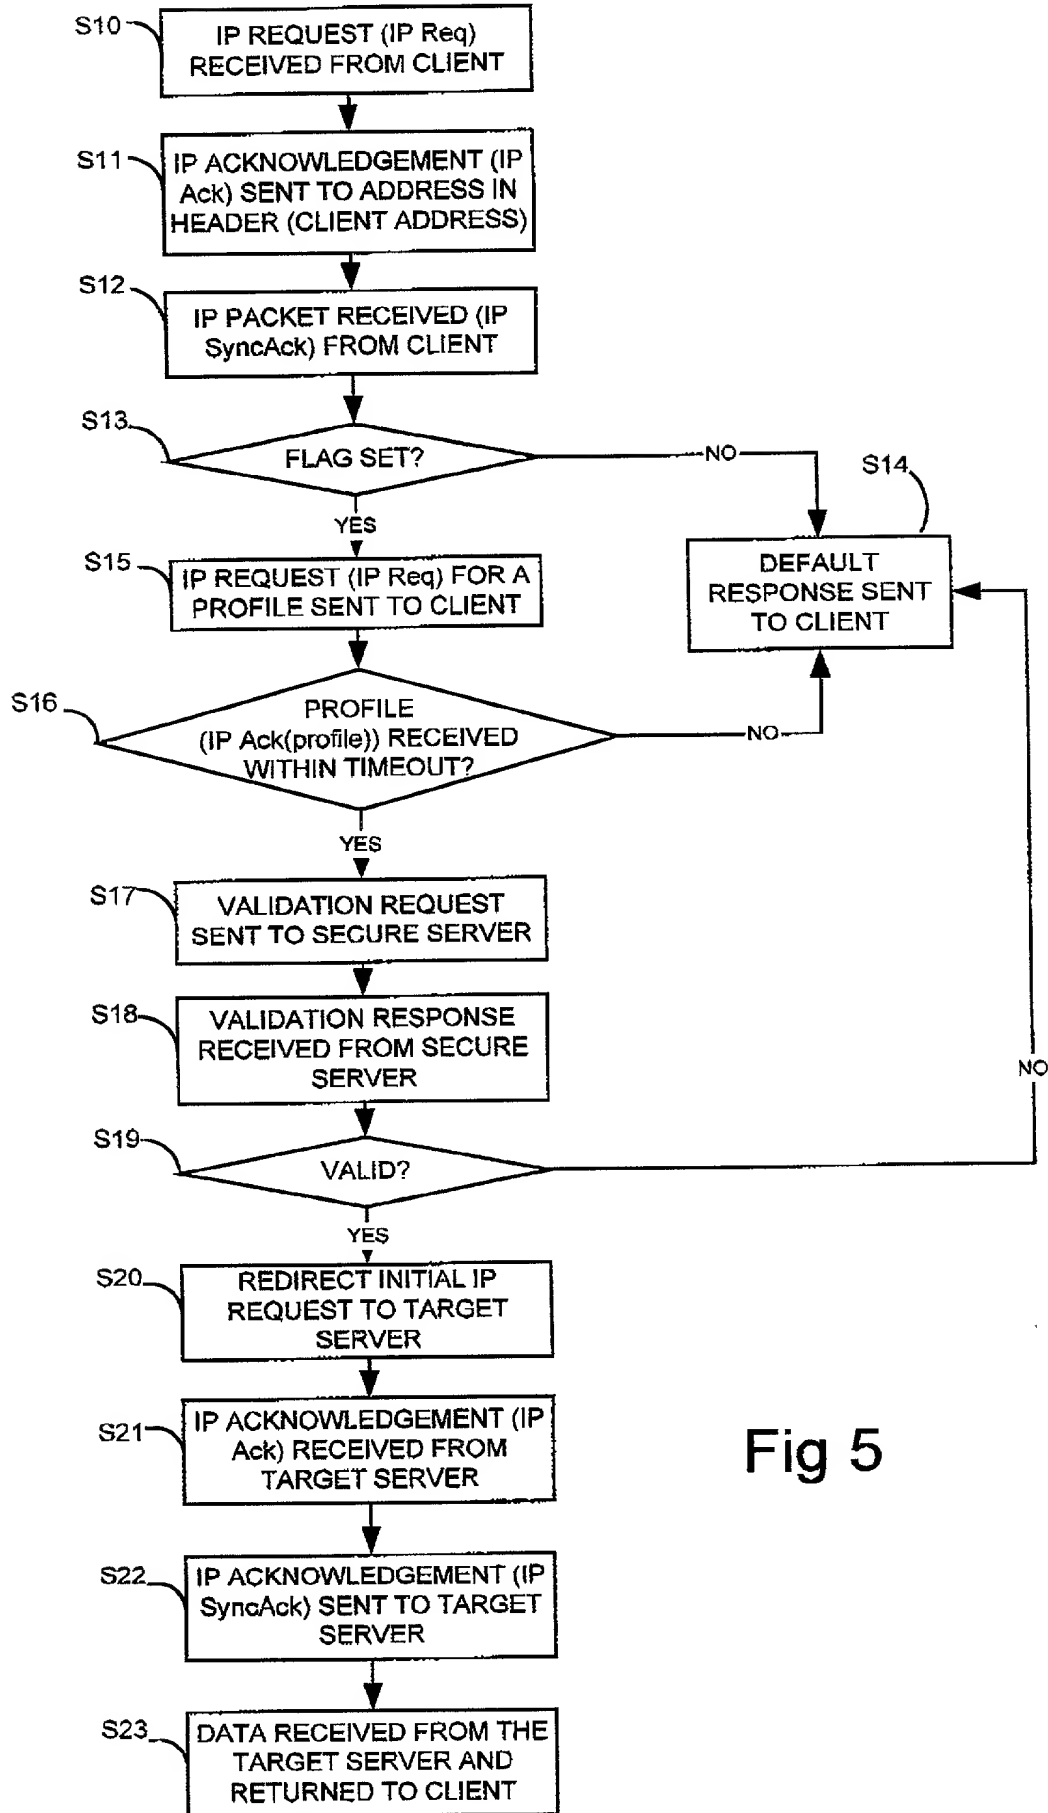 S10
IP REQUEST (IP Req)
RECEIVED FROM CLIENT
S11
IP ACKNOWLEDGEMENT (IP
Ack) SENT TO ADDRESS IN
HEADER (CLIENT ADDRESS)
S12
IP PACKET RECEIVED (IP
SyncAck) FROM CLIENT
S13
FLAG SET?
NO
S14
DEFAULT
RESPONSE SENT
TO CLIENT
YES
S15
IP REQUEST (IP Req) FOR A
PROFILE SENT TO CLIENT
S16
PROFILE
(IP Ack(profile)) RECEIVED
WITHIN TIMEOUT?
NO
YES
S17
VALIDATION REQUEST
SENT TO SECURE SERVER
S18
VALIDATION RESPONSE
RECEIVED FROM SECURE
SERVER
NO
S19
VALID?
YES
S20
REDIRECT INITIAL IP
REQUEST TO TARGET
SERVER
S21
IP ACKNOWLEDGEMENT (IP
Ack) RECEIVED FROM
TARGET SERVER
Fig 5
S22
IP ACKNOWLEDGEMENT (IP
SyncAck) SENT TO TARGET
SERVER
S23
DATA RECEIVED FROM THE
TARGET SERVER AND
RETURNED TO CLIENT